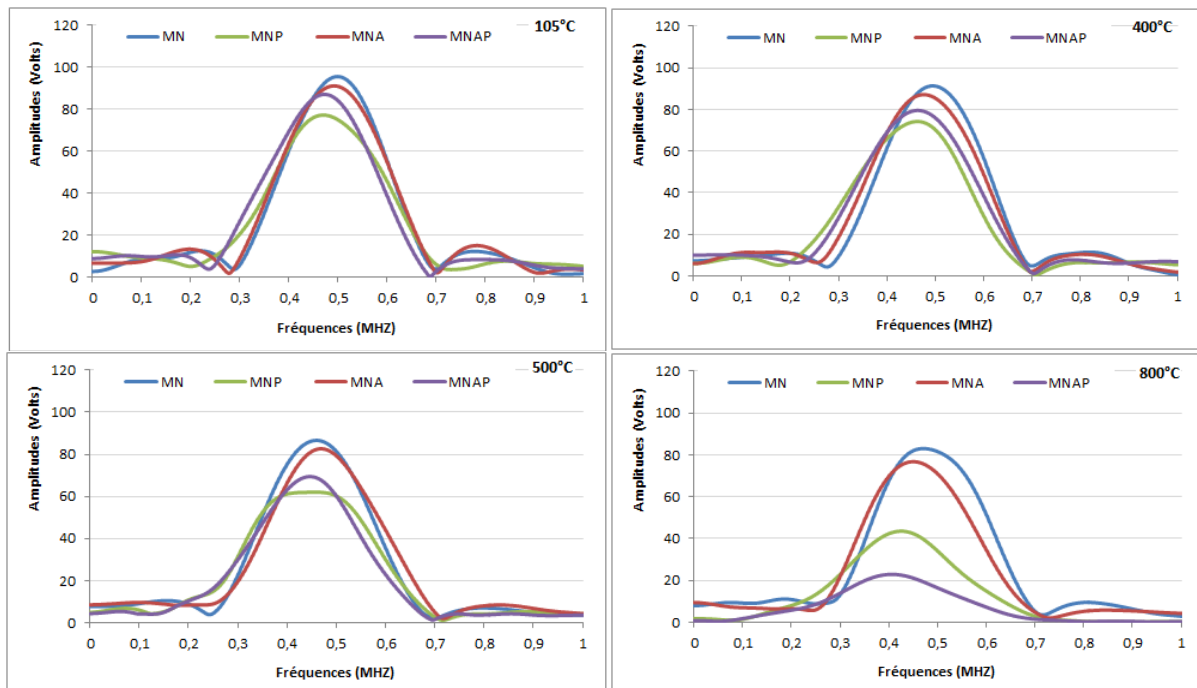 105°C
MN MNP MNA MNAP
Amplitudes (Volts)
120
100
80
60
40
20
0
0 0,1 0,2 0,3 0,4 0,5 0,6 0,7 0,8 0,9 1
Fréquences (MHZ)
400°C
MN MNP MNA MNAP
Amplitudes (Volts)
120
100
80
60
40
20
0
0 0,1 0,2 0,3 0,4 0,5 0,6 0,7 0,8 0,9 1
Fréquences (MHZ)
500°C
MN MNP MNA MNAP
Amplitudes (Volts)
120
100
80
60
40
20
0
0 0,1 0,2 0,3 0,4 0,5 0,6 0,7 0,8 0,9 1
Fréquences (MHZ)
800°C
MN MNP MNA MNAP
Amplitudes (Volts)
120
100
80
60
40
20
0
0 0,1 0,2 0,3 0,4 0,5 0,6 0,7 0,8 0,9 1
Fréquences (MHZ)